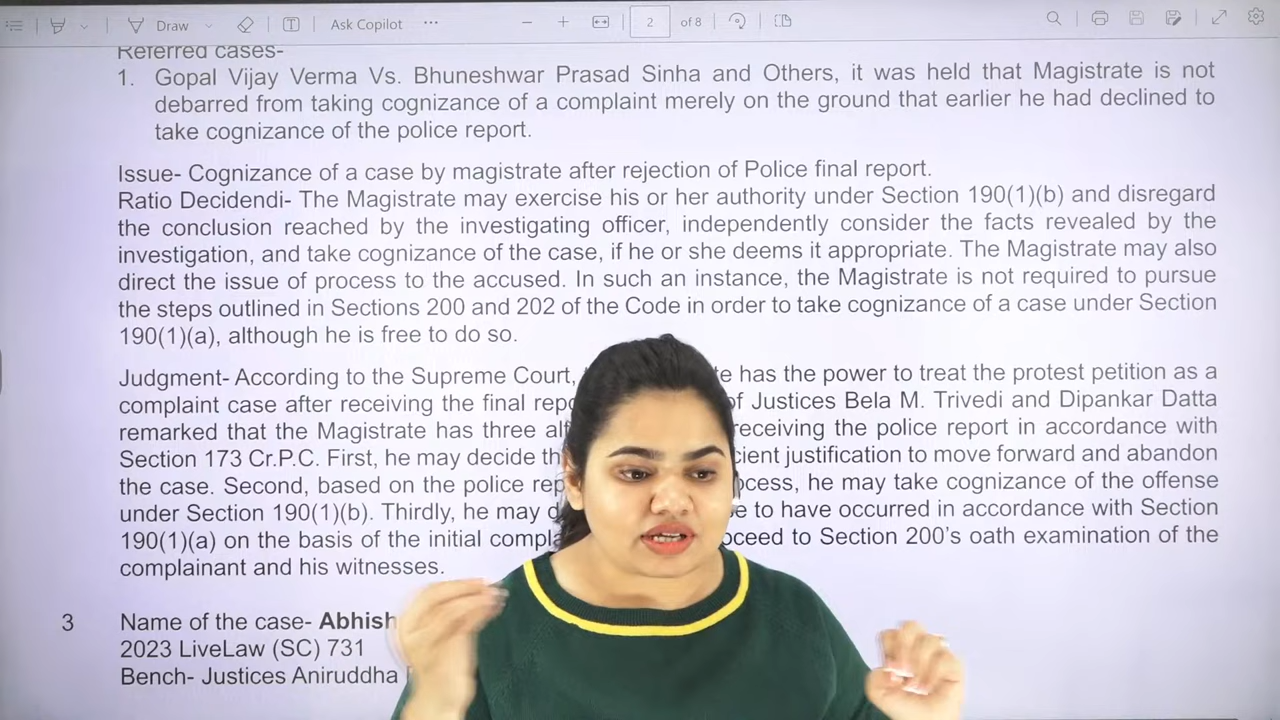 Draw
Ask Copilot
2 of 8
Referred cases-
1. Gopal Vijay Verma Vs. Bhuneshwar Prasad Sinha and Others, it was held that Magistrate is not
debarred from taking cognizance of a complaint merely on the ground that earlier he had declined to
take cognizance of the police report.
Issue- Cognizance of a case by magistrate after rejection of Police final report.
Ratio Decidendi- The Magistrate may exercise his or her authority under Section 190(1)(b) and disregard
the conclusion reached by the investigating officer, independently consider the facts revealed by the
investigation, and take cognizance of the case, if he or she deems it appropriate. The Magistrate may also
direct the issue of process to the accused. In such an instance, the Magistrate is not required to pursue
the steps outlined in Sections 200 and 202 of the Code in order to take cognizance of a case under Section
190(1)(a), although he is free to do so.
Judgment- According to the Supreme Court, has the power to treat the protest petition as a
complaint case after receiving the final of Justices Bela M. Trivedi and Dipankar Datta
remarked that the Magistrate has three receiving the police report in accordance with
Section 173 Cr.P.C. First, he may decide justification to move forward and abandon
the case. Second, based on the police he may take cognizance of the offense
under Section 190(1)(b). Thirdly, he may to have occurred in accordance with Section
190(1)(a) on the basis of the initial to Section 200's oath examination of the
complainant and his witnesses.
3 Name of the case- Abhish
2023 LiveLaw (SC) 731
Bench- Justices Aniruddha